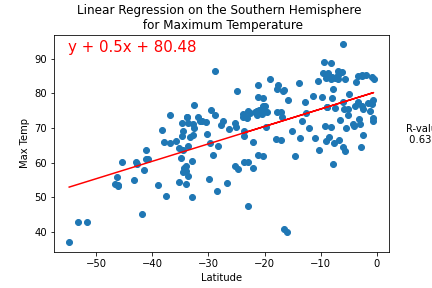 Linear Regression on the Southern Hemisphere
for Maximum Temperature
y + 0.5x + 80.48
Max Temp
90
80
70
60
50
40
−50
−40
−30
−20
−10
0
Latitude
0.63